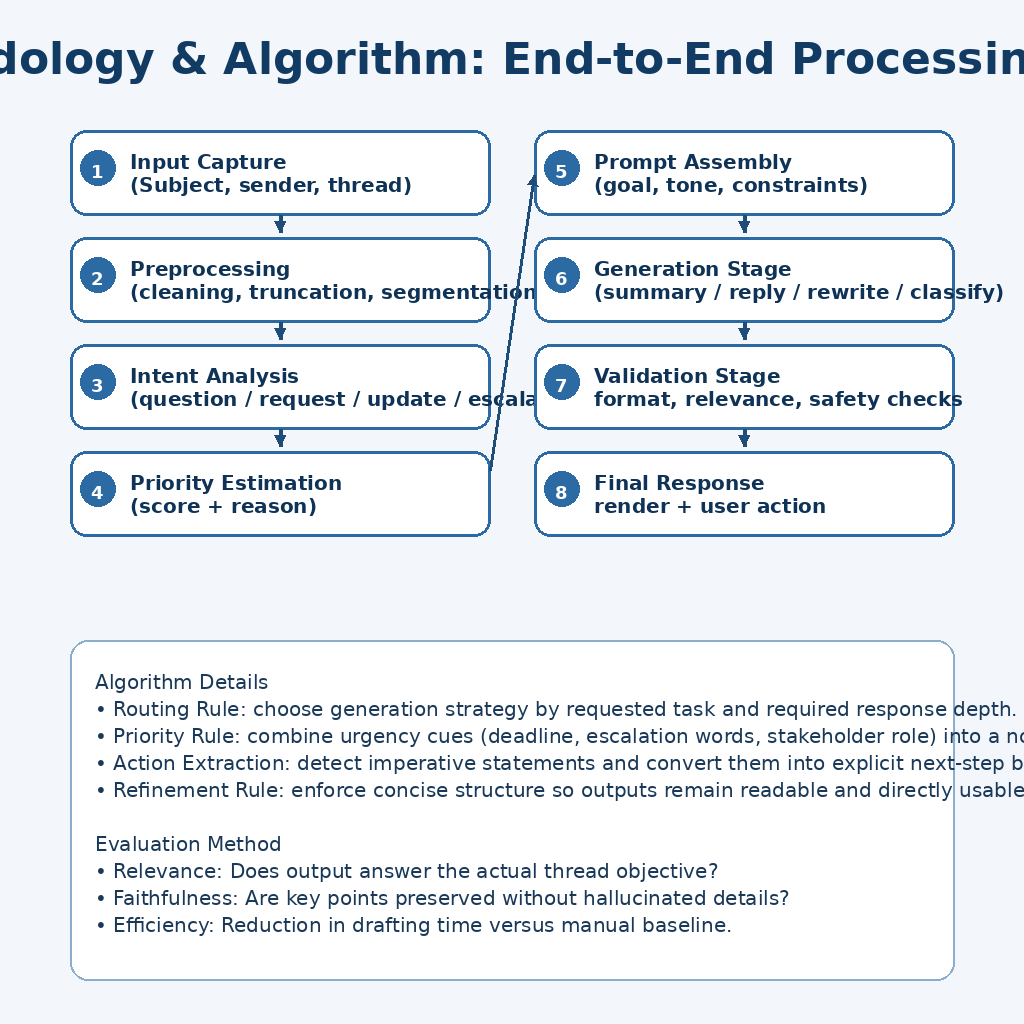 dology & Algorithm: End-to-End Processin
1
Input Capture
(Subject, sender, thread)
2
Preprocessing
(cleaning, truncation, segmentation
3
Intent Analysis
(question / request / update / escala
4
Priority Estimation
(score + reason)
5
Prompt Assembly
(goal, tone, constraints)
6
Generation Stage
(summary / reply / rewrite / classify)
7
Validation Stage
format, relevance, safety checks
8
Final Response
render + user action
Algorithm Details
• Routing Rule: choose generation strategy by requested task and required response depth.
• Priority Rule: combine urgency cues (deadline, escalation words, stakeholder role) into a no
• Action Extraction: detect imperative statements and convert them into explicit next-step b
• Refinement Rule: enforce concise structure so outputs remain readable and directly usable
Evaluation Method
• Relevance: Does output answer the actual thread objective?
• Faithfulness: Are key points preserved without hallucinated details?
• Efficiency: Reduction in drafting time versus manual baseline.